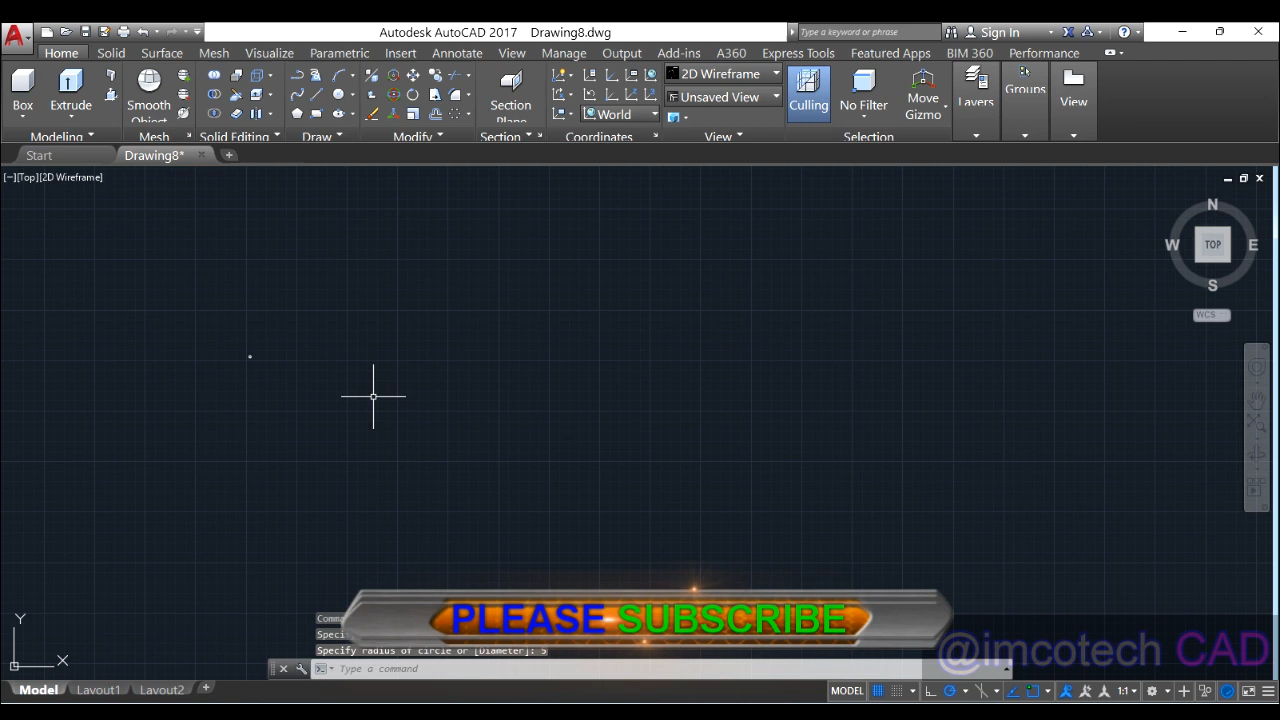 Autodesk AutoCAD 2017 Drawing8.dwg
Type a keyword or phrase
Sign In
Home Solid Surface Mesh Visualize Parametric Insert Annotate View Manage Output Add-ins A360 Express Tools Featured Apps BIM 360 Performance
Box Extrude Smooth Object Section Plane World 2D Wireframe Unsaved View Culling No Filter Move Gizmo Layers Groups View
Modeling Mesh Solid Editing Draw Modify Section Coordinates View Selection
Start Drawing8*
[−][Top][2D Wireframe]
N
W TOP E
S
WCS
Y
X
Comma
Speci
Specify radius of circle or [Diameter]: 5
PLEASE SUBSCRIBE
@imcotech CAD
Type a command
Model Layout1 Layout2 MODEL 1:1